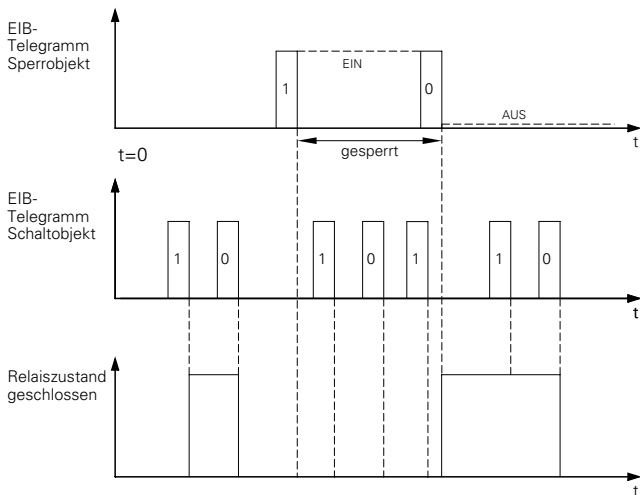 EIB-
Telegramm
Sperrobjekt
EIN
1
0
AUS
t
t=0
gesperrt
EIB-
Telegramm
Schaltobjekt
1
0
1
0
1
1
0
t
Relaiszustand
geschlossen
t